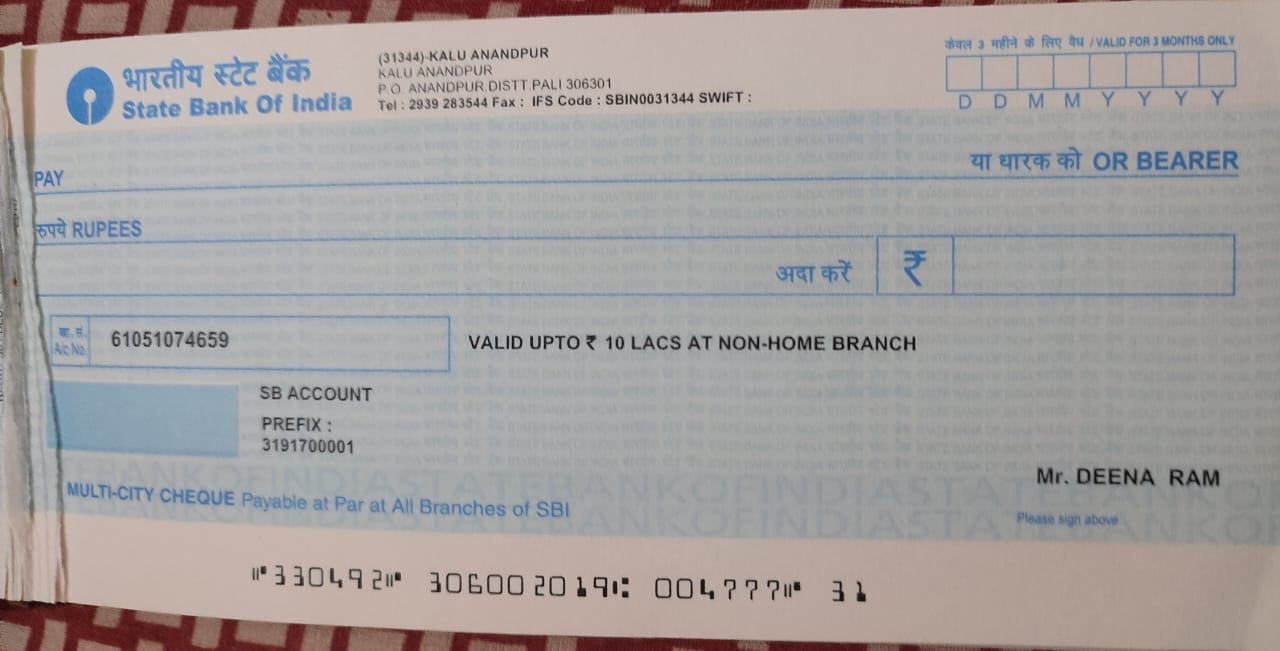 भारतीय स्टेट बैंक
State Bank Of India
(31344)-KALU ANANDPUR
KALU ANANDPUR
P.O. ANANDPUR,DISTT.PALI 306301
Tel : 2939 283544 Fax : IFS Code : SBIN0031344 SWIFT :
केवल 3 महीने के लिए वैध / VALID FOR 3 MONTHS ONLY
D D M M Y Y Y Y
PAY
या धारक को OR BEARER
रुपये RUPEES
अदा करें ₹
खा. सं.
A/c No.
61051074659
VALID UPTO ₹ 10 LACS AT NON-HOME BRANCH
SB ACCOUNT
PREFIX :
3191700001
Mr. DEENA RAM
MULTI-CITY CHEQUE Payable at Par at All Branches of SBI
Please sign above
⑈330492⑈ 306002019⑆ 004777⑈ 31